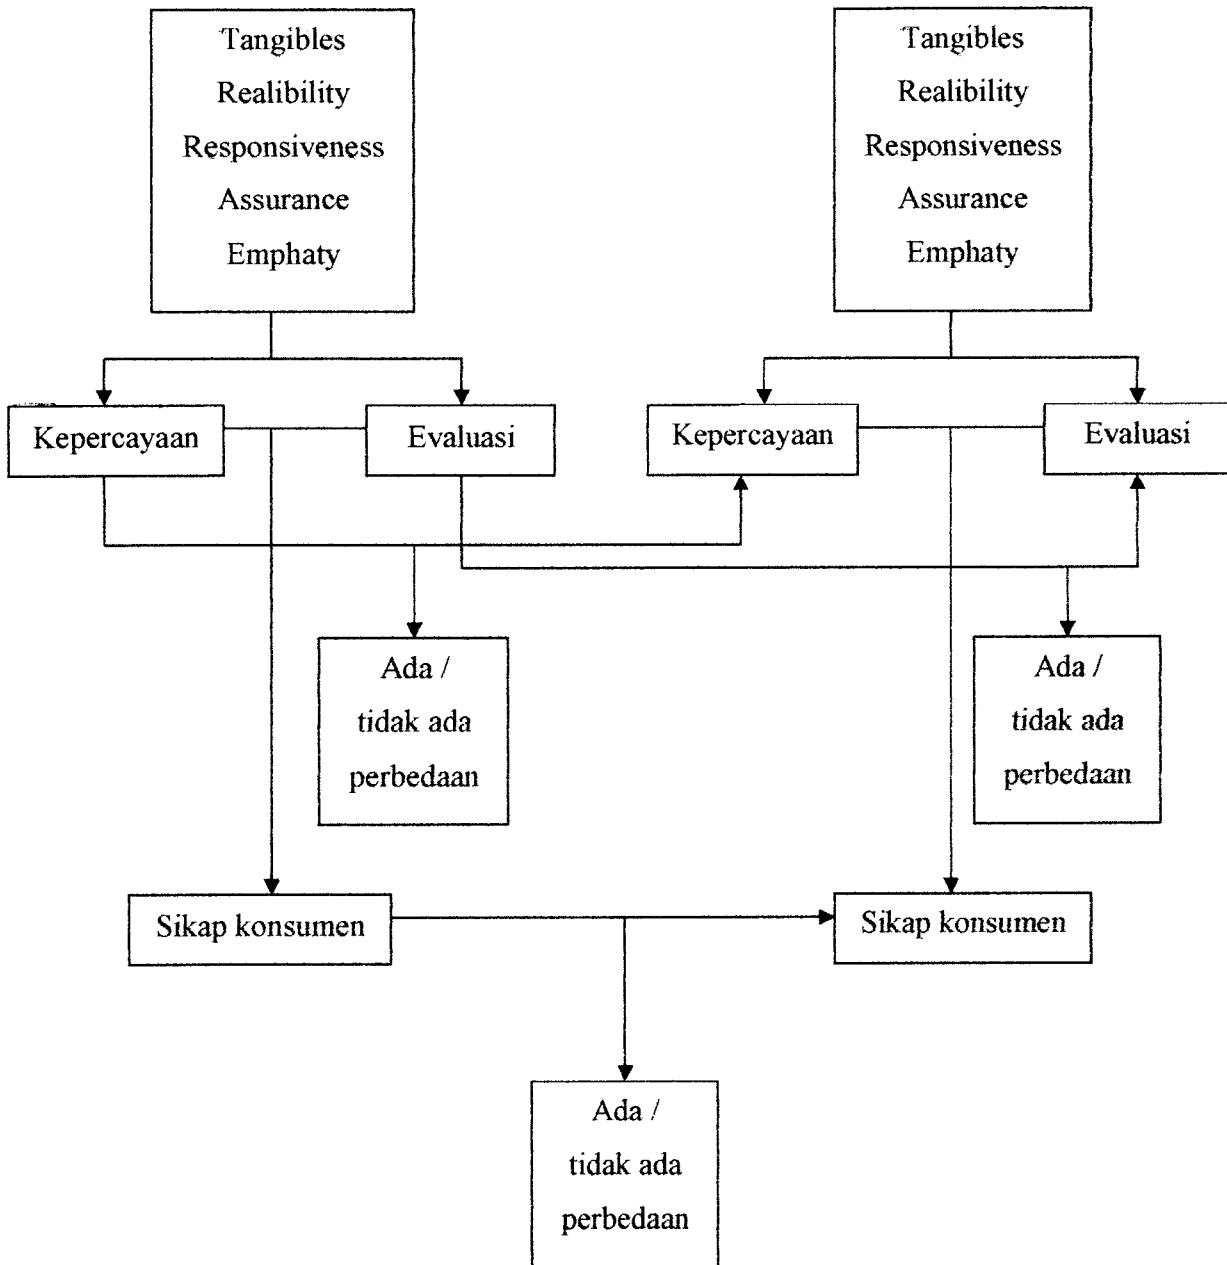 Tangibles
Realibility
Responsiveness
Assurance
Emphaty
Tangibles
Realibility
Responsiveness
Assurance
Emphaty
Kepercayaan
Evaluasi
Kepercayaan
Evaluasi
Ada /
tidak ada
perbedaan
Ada /
tidak ada
perbedaan
Sikap konsumen
Sikap konsumen
Ada /
tidak ada
perbedaan